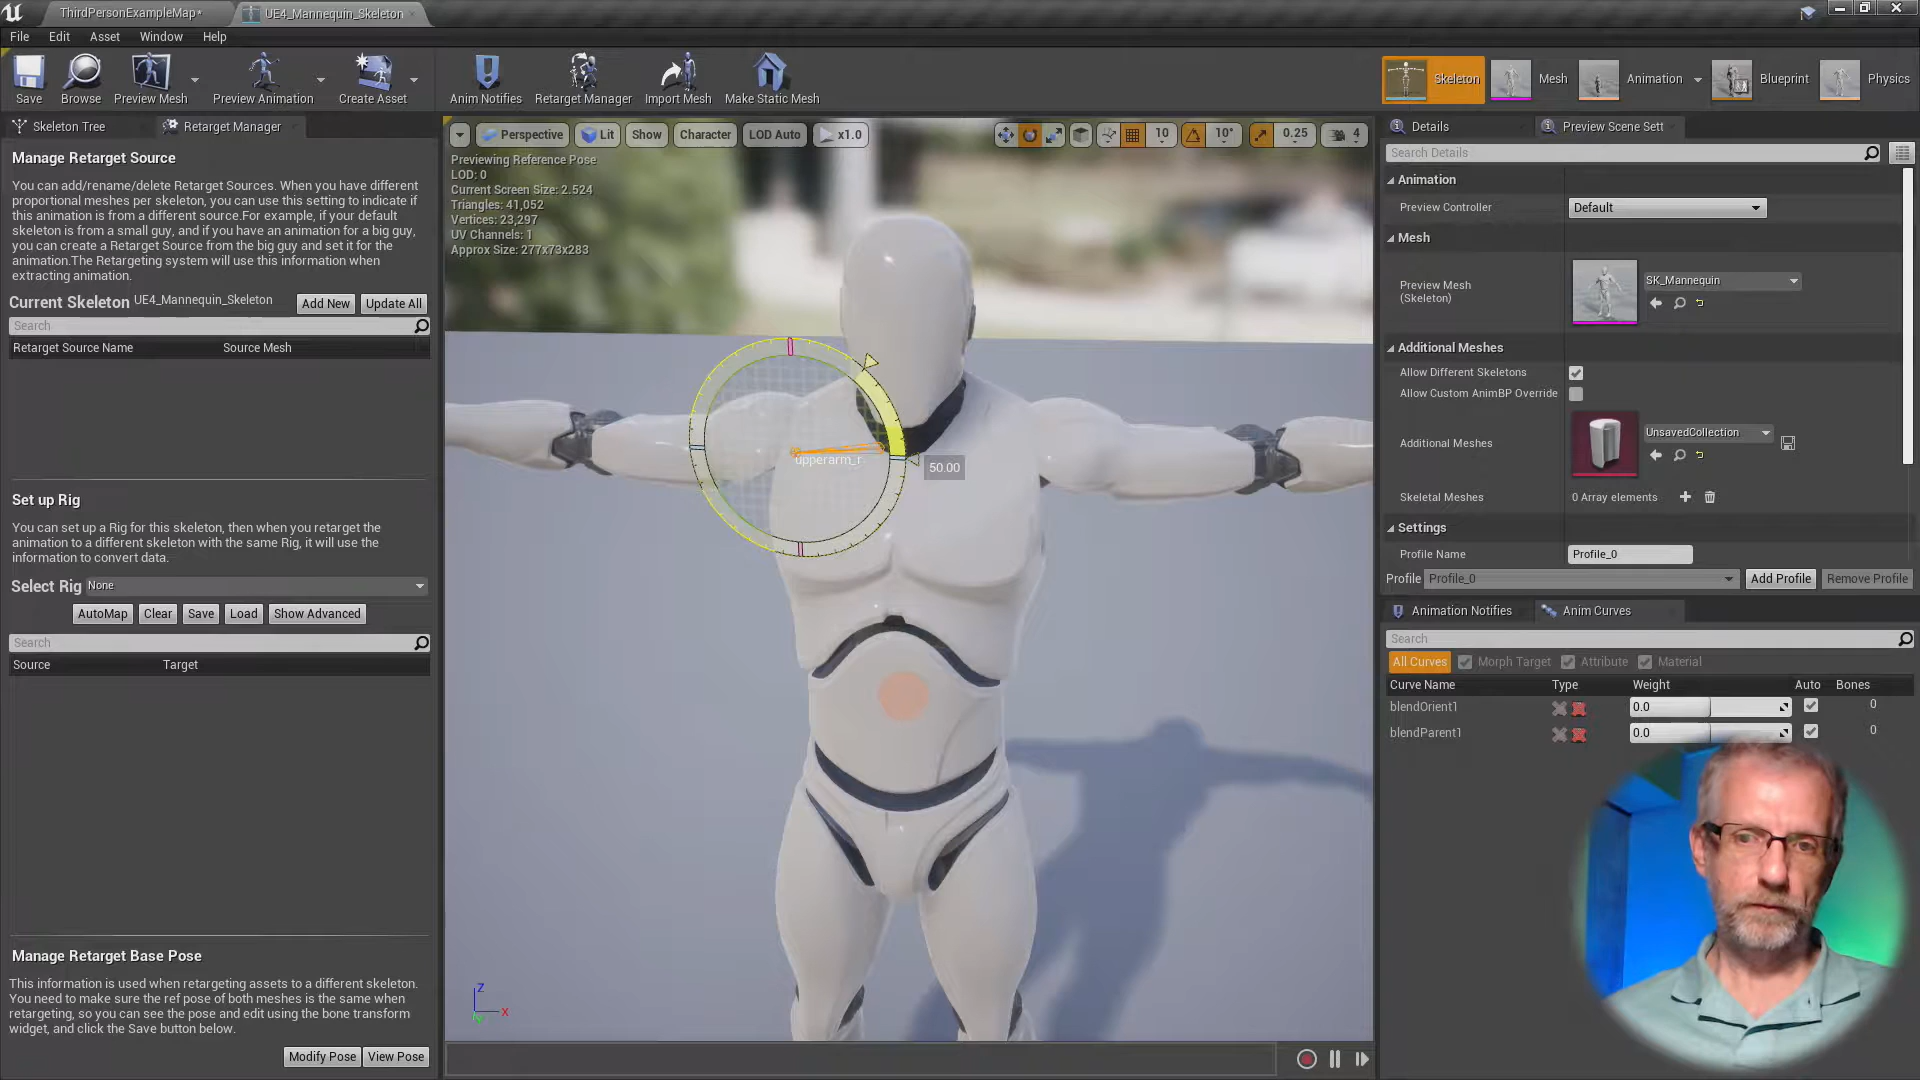 ThirdPersonExampleMap*
UE4_Mannequin_Skeleton
File Edit Asset Window Help
Save
Browse
Preview Mesh
Preview Animation
Create Asset
Anim Notifies
Retarget Manager
Import Mesh
Make Static Mesh
Skeleton
Mesh
Animation
Blueprint
Physics
Skeleton Tree
Retarget Manager
Manage Retarget Source
You can add/rename/delete Retarget Sources. When you have different
proportional meshes per skeleton, you can use this setting to indicate if
this animation is from a different source.For example, if your default
skeleton is from a small guy, and if you have an animation for a big guy,
you can create a Retarget Source from the big guy and set it for the
animation.The Retargeting system will use this information when
extracting animation.
Current Skeleton UE4_Mannequin_Skeleton Add New Update All
Search
Retarget Source Name Source Mesh
Set up Rig
You can set up a Rig for this skeleton, then when you retarget the
animation to a different skeleton with the same Rig, it will use the
information to convert data.
Select Rig None
AutoMap Clear Save Load Show Advanced
Search
Source Target
Manage Retarget Base Pose
This information is used when retargeting assets to a different skeleton.
You need to make sure the ref pose of both meshes is the same when
retargeting, so you can see the pose and edit using the bone transform
widget, and click the Save button below.
Modify Pose View Pose
Perspective Lit Show Character LOD Auto x1.0 10 10° 0.25 4
Previewing Reference Pose
LOD: 0
Current Screen Size: 2.524
Triangles: 41,052
Vertices: 23,297
UV Channels: 1
Approx Size: 277x73x283
upperarm_r
50.00
Z
X
Details
Preview Scene Sett
Search Details
Animation
Preview Controller Default
Mesh
Preview Mesh
(Skeleton)
SK_Mannequin
Additional Meshes
Allow Different Skeletons
Allow Custom AnimBP Override
Additional Meshes UnsavedCollection
Skeletal Meshes 0 Array elements
Settings
Profile Name Profile_0
Profile Profile_0 Add Profile Remove Profile
Animation Notifies
Anim Curves
Search
All Curves Morph Target Attribute Material
Curve Name Type Weight Auto Bones
blendOrient1 0.0 0
blendParent1 0.0 0